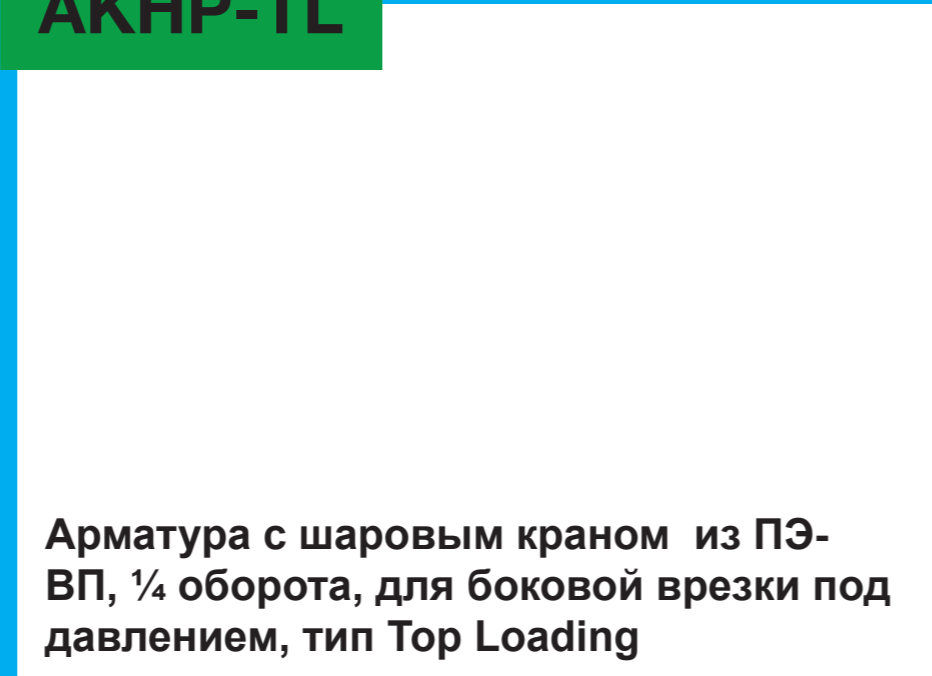 AKHP-TL
Арматура с шаровым краном из ПЭ-
ВП, ¼ оборота, для боковой врезки под
давлением, тип Top Loading